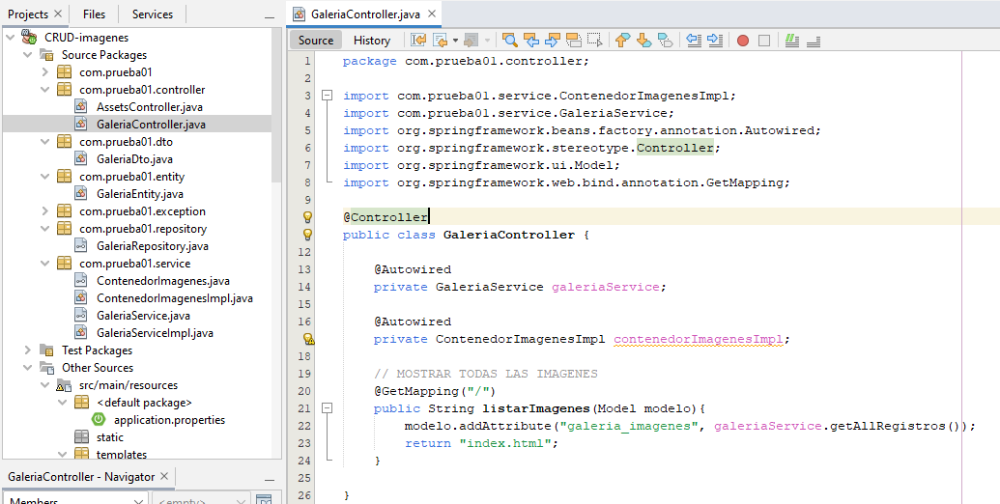 Projects
Files
Services
CRUD-imagenes
Source Packages
com.prueba01
com.prueba01.controller
AssetsController.java
GaleriaController.java
com.prueba01.dto
GaleriaDto.java
com.prueba01.entity
GaleriaEntity.java
com.prueba01.exception
com.prueba01.repository
GaleriaRepository.java
com.prueba01.service
ContenedorImagenes.java
ContenedorImagenesImpl.java
GaleriaService.java
GaleriaServiceImpl.java
Test Packages
Other Sources
src/main/resources
<default package>
application.properties
static
templates
GaleriaController - Navigator
Members
<empty>
GaleriaController.java
Source
History
1 package com.prueba01.controller;
2
3 import com.prueba01.service.ContenedorImagenesImpl;
4 import com.prueba01.service.GaleriaService;
5 import org.springframework.beans.factory.annotation.Autowired;
6 import org.springframework.stereotype.Controller;
7 import org.springframework.ui.Model;
8 import org.springframework.web.bind.annotation.GetMapping;
9
@Controller
public class GaleriaController {
12
13 @Autowired
14 private GaleriaService galeriaService;
15
16 @Autowired
private ContenedorImagenesImpl contenedorImagenesImpl;
18
19 // MOSTRAR TODAS LAS IMAGENES
20 @GetMapping("/")
21 public String listarImagenes(Model modelo){
22 modelo.addAttribute("galeria_imagenes", galeriaService.getAllRegistros());
23 return "index.html";
24 }
25
26 }